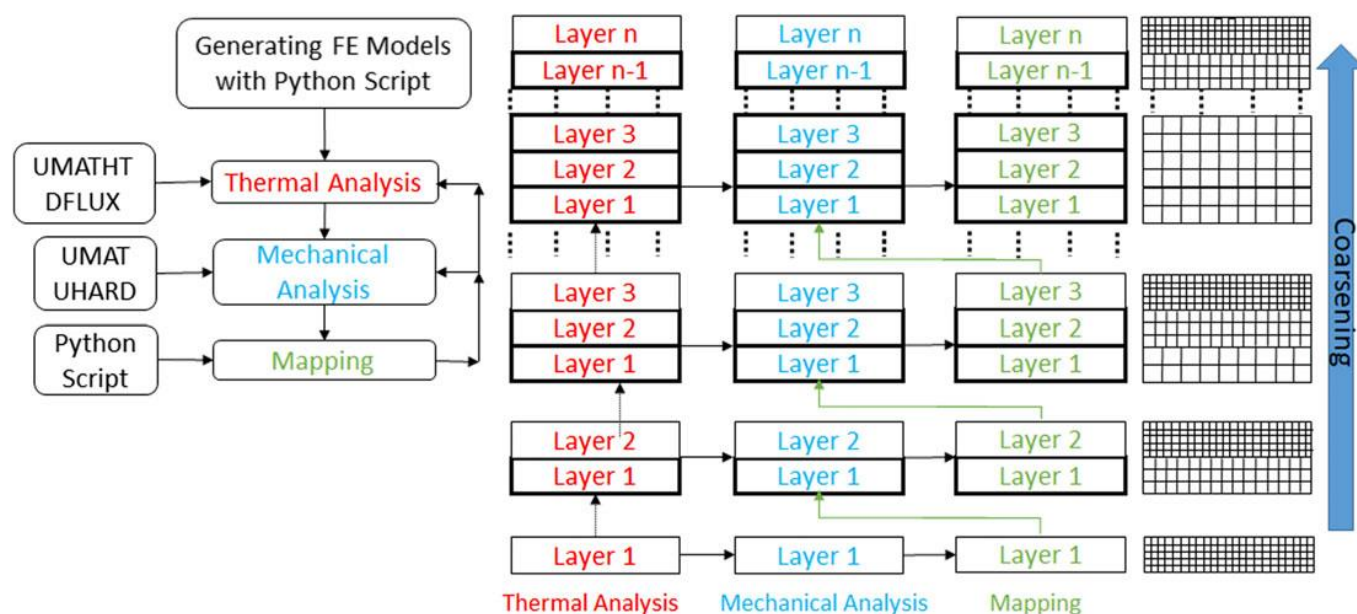 Generating FE Models
with Python Script
UMATHT
DFLUX
Thermal Analysis
UMAT
UHARD
Mechanical
Analysis
Python
Script
Mapping
Layer n
Layer n-1
Layer 3
Layer 2
Layer 1
Layer 3
Layer 2
Layer 1
Layer 2
Layer 1
Layer 1
Thermal Analysis
Layer n
Layer n-1
Layer 3
Layer 2
Layer 1
Layer 3
Layer 2
Layer 1
Layer 2
Layer 1
Layer 1
Mechanical Analysis
Layer n
Layer n-1
Layer 3
Layer 2
Layer 1
Layer 3
Layer 2
Layer 1
Layer 2
Layer 1
Layer 1
Mapping
Coarsening